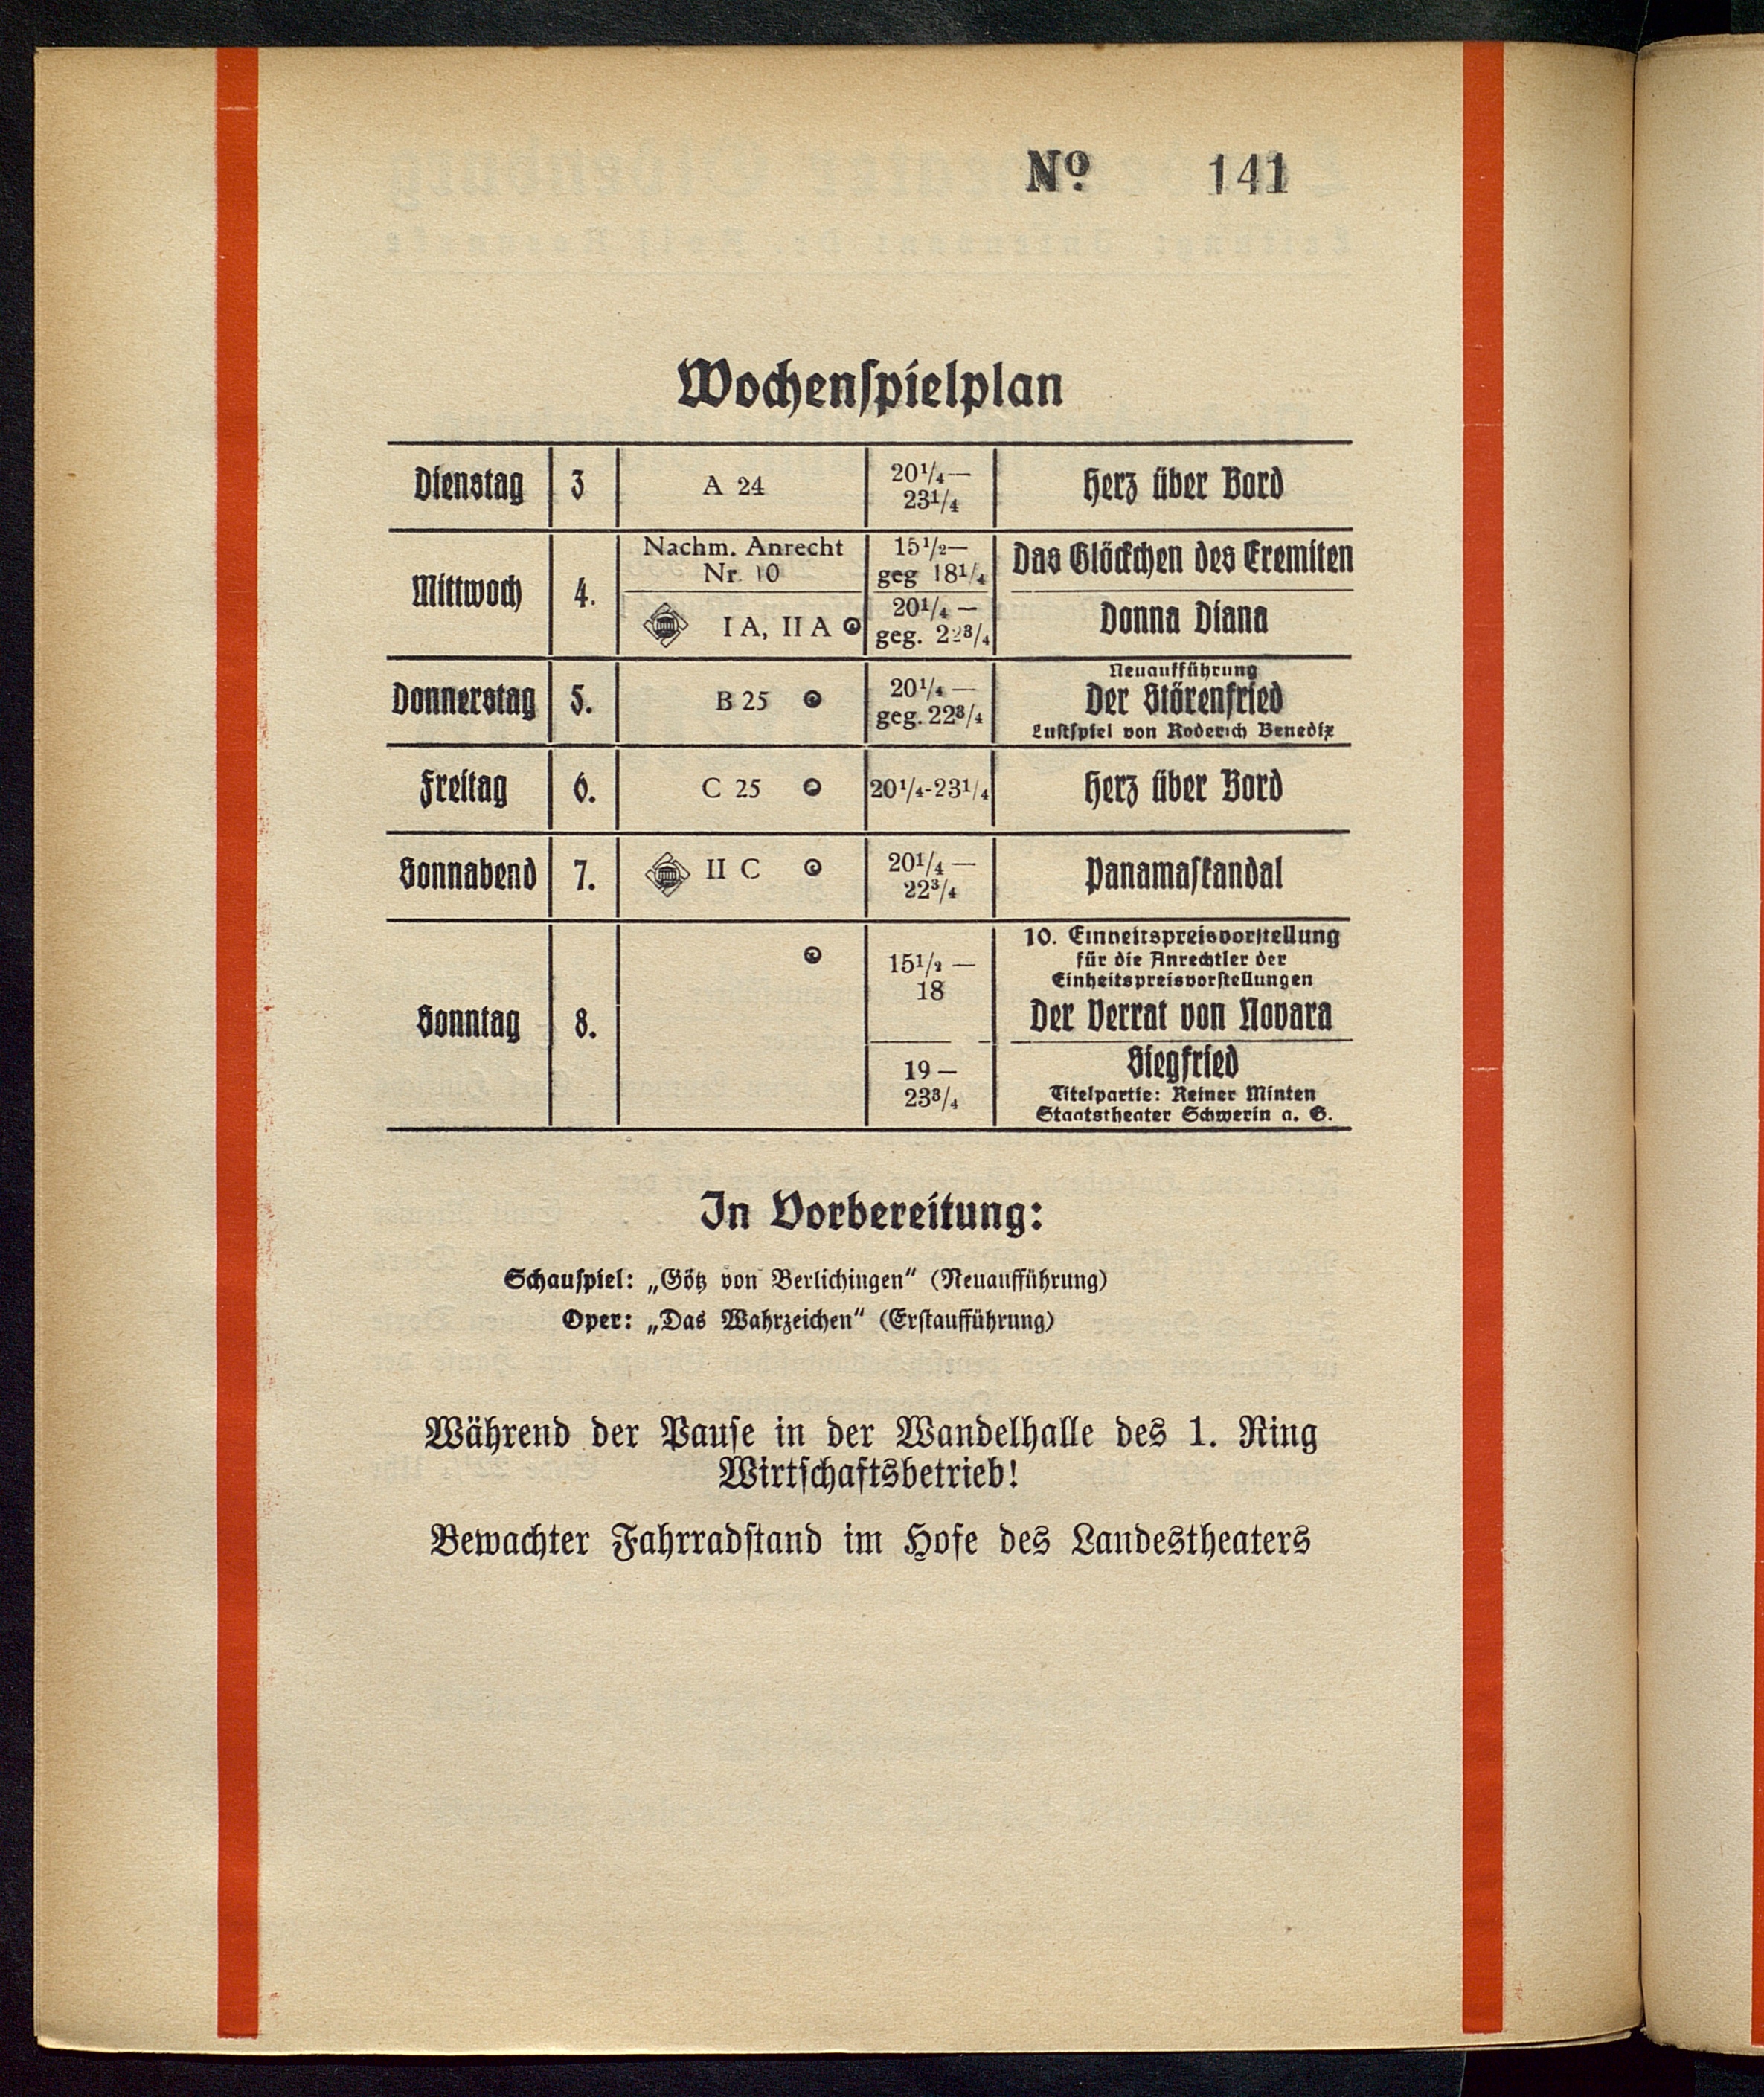 Nº 141
Wochenspielplan
Dienstag 3 A 24 20¹/₄— 23¹/₄ Herz über Bord
Mittwoch 4.
Nachm. Anrecht Nr. 10 15¹/₂— geg 18¹/₄ Das Glöckchen des Eremiten
I A, II A 20¹/₄— geg. 22³/₄ Donna Diana
Donnerstag 5. B 25 20¹/₄— geg. 22³/₄
Neuaufführung
Der Störenfried
Lustspiel von Roderich Benedix
Freitag 6. C 25 20¹/₄-23¹/₄ Herz über Bord
Sonnabend 7. II C 20¹/₄— 22³/₄ Panamaskandal
Sonntag 8.
15¹/₂— 18
10. Einheitspreisvorstellung
für die Anrechtler der
Einheitspreisvorstellungen
Der Verrat von Novara
19— 23³/₄
Siegfried
Titelpartie: Reiner Minten
Staatstheater Schwerin a. G.
In Vorbereitung:
Schauspiel: „Götz von Berlichingen“ (Neuaufführung)
Oper: „Das Wahrzeichen“ (Erstaufführung)
Während der Pause in der Wandelhalle des 1. Ring
Wirtschaftsbetrieb!
Bewachter Fahrradstand im Hofe des Landestheaters